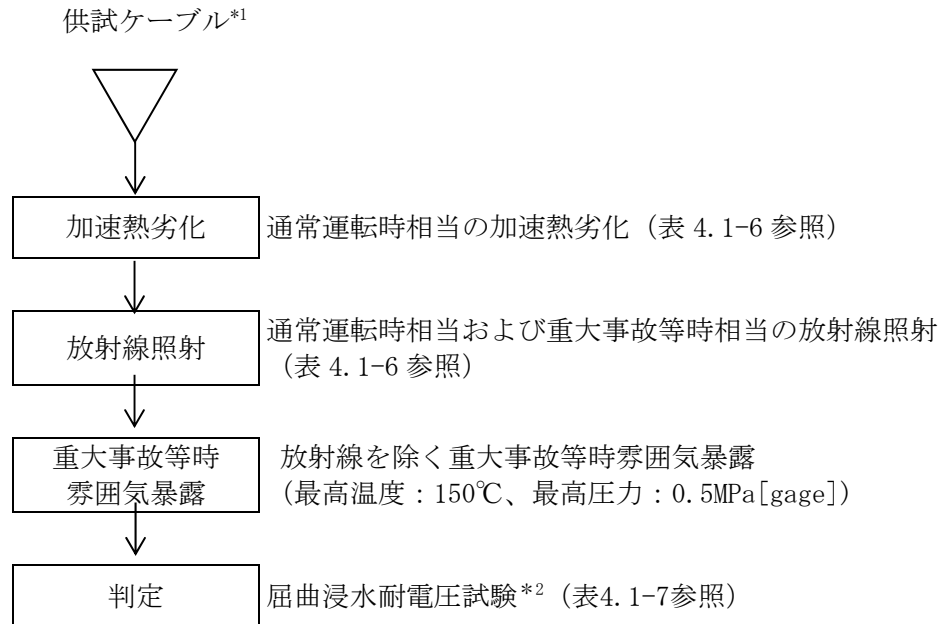 供試ケーブル*1
加速熱劣化
通常運転時相当の加速熱劣化（表 4.1-6 参照）
放射線照射
通常運転時相当および重大事故等時相当の放射線照射
（表 4.1-6 参照）
重大事故等時
雰囲気暴露
放射線を除く重大事故等時雰囲気暴露
(最高温度：150℃、最高圧力：0.5MPa[gage])
判定
屈曲浸水耐電圧試験*2（表4.1-7参照）